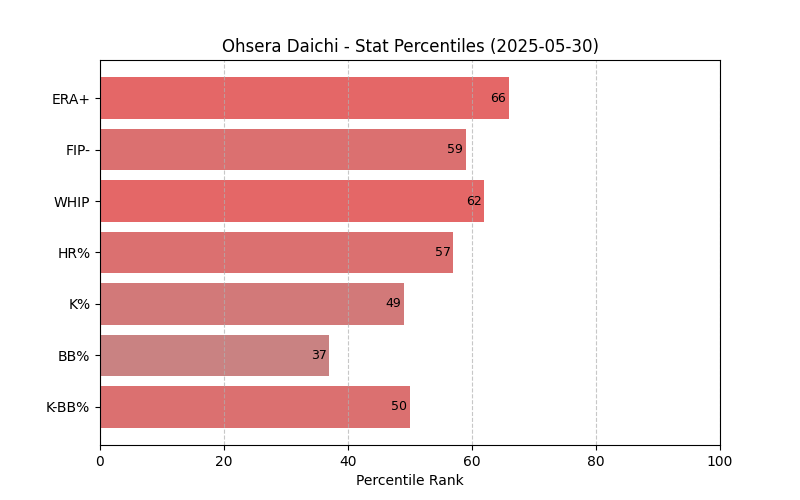 Ohsera Daichi - Stat Percentiles (2025-05-30)
ERA+ 66
FIP- 59
WHIP 62
HR% 57
K% 49
BB% 37
K-BB% 50
0 20 40 60 80 100
Percentile Rank